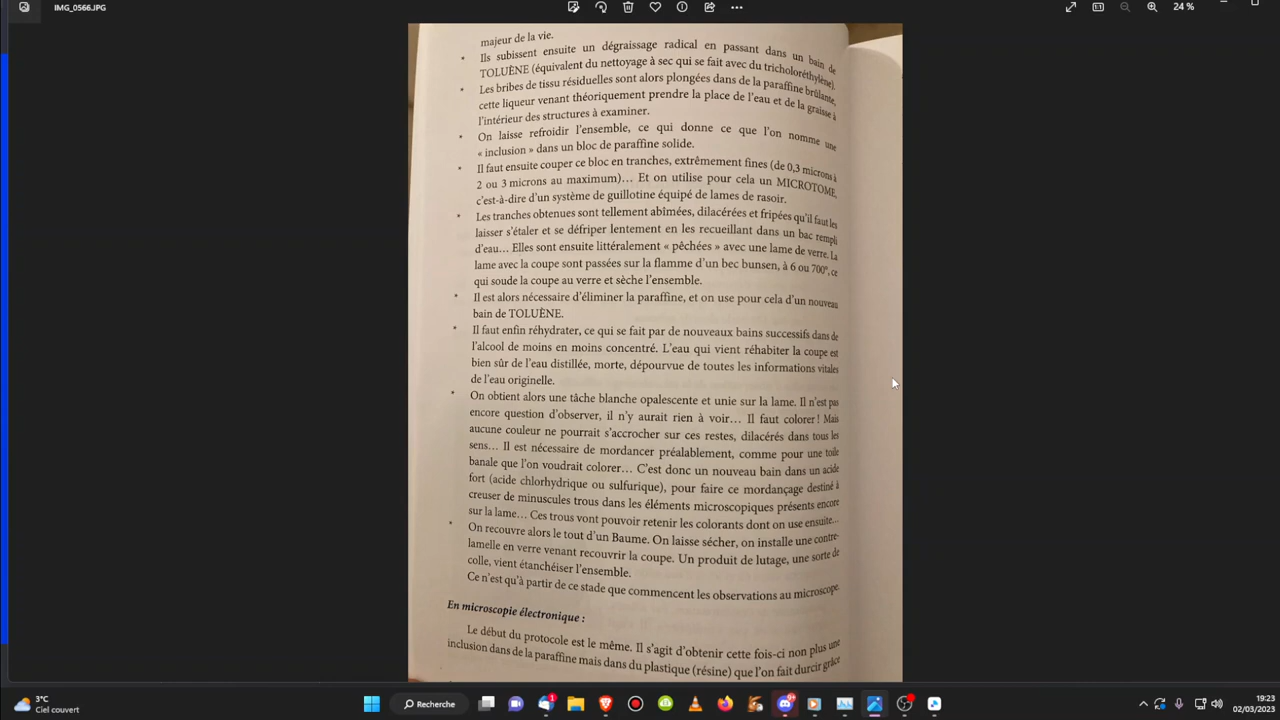 IMG_0566.JPG
24 %
majeur de la vie.
• Ils subissent ensuite un dégraissage radical en passant dans un bain de
TOLUÈNE (équivalent du nettoyage à sec qui se fait avec du tricholoréthylène).
• Les bribes de tissu résiduelles sont alors plongées dans de la paraffine brûlante,
cette liqueur venant théoriquement prendre la place de l'eau et de la graisse à
l'intérieur des structures à examiner.
• On laisse refroidir l'ensemble, ce qui donne ce que l'on nomme une
« inclusion » dans un bloc de paraffine solide.
• Il faut ensuite couper ce bloc en tranches, extrêmement fines (de 0,3 microns à
2 ou 3 microns au maximum)… Et on utilise pour cela un MICROTOME,
c'est-à-dire d'un système de guillotine équipé de lames de rasoir.
• Les tranches obtenues sont tellement abîmées, dilacérées et fripées qu'il faut les
laisser s'étaler et se défriper lentement en les recueillant dans un bac rempli
d'eau… Elles sont ensuite littéralement « pêchées » avec une lame de verre. La
lame avec la coupe sont passées sur la flamme d'un bec bunsen, à 6 ou 700°, ce
qui soude la coupe au verre et sèche l'ensemble.
• Il est alors nécessaire d'éliminer la paraffine, et on use pour cela d'un nouveau
bain de TOLUÈNE.
• Il faut enfin réhydrater, ce qui se fait par de nouveaux bains successifs dans de
l'alcool de moins en moins concentré. L'eau qui vient réhabiter la coupe est
bien sûr de l'eau distillée, morte, dépourvue de toutes les informations vitales
de l'eau originelle.
• On obtient alors une tâche blanche opalescente et unie sur la lame. Il n'est pas
encore question d'observer, il n'y aurait rien à voir… Il faut colorer ! Mais
aucune couleur ne pourrait s'accrocher sur ces restes, dilacérés dans tous les
sens… Il est nécessaire de mordancer préalablement, comme pour une toile
banale que l'on voudrait colorer… C'est donc un nouveau bain dans un acide
fort (acide chlorhydrique ou sulfurique), pour faire ce mordançage destiné à
creuser de minuscules trous dans les éléments microscopiques présents encore
sur la lame… Ces trous vont pouvoir retenir les colorants dont on use ensuite…
• On recouvre alors le tout d'un Baume. On laisse sécher, on installe une contre-
lamelle en verre venant recouvrir la coupe. Un produit de lutage, une sorte de
colle, vient étanchéiser l'ensemble.
Ce n'est qu'à partir de ce stade que commencent les observations au microscope.
En microscopie électronique :
Le début du protocole est le même. Il s'agit d'obtenir cette fois-ci non plus une
inclusion dans de la paraffine mais dans du plastique (résine) que l'on fait durcir grâce
3°C
Ciel couvert
Recherche
1
9+
19:23
02/03/2023